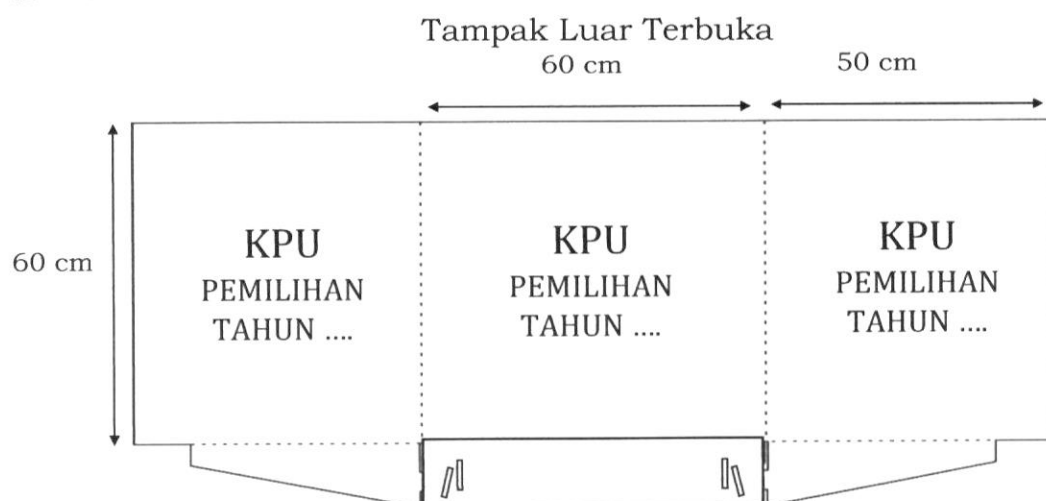 Tampak Luar Terbuka
60 cm
50 cm
60 cm
KPU
PEMILIHAN
TAHUN ....
KPU
PEMILIHAN
TAHUN ....
KPU
PEMILIHAN
TAHUN ....